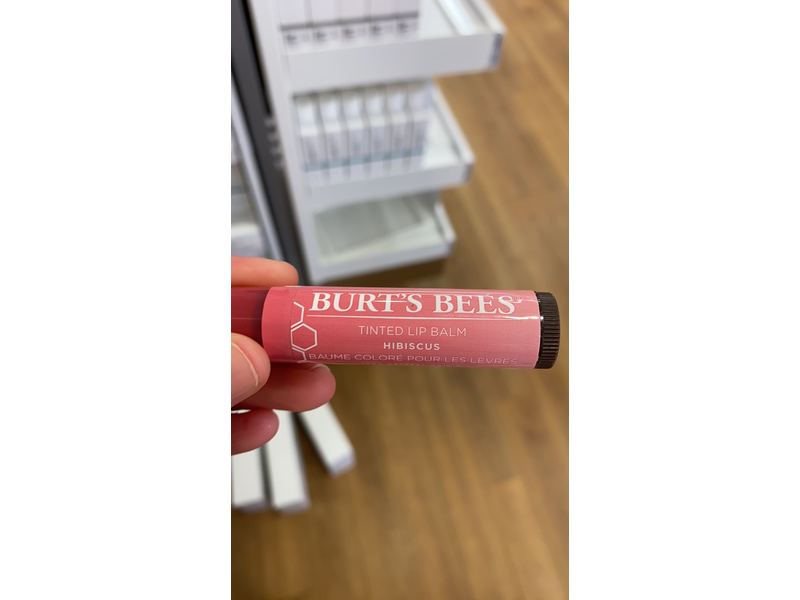 BURT'S BEES
TINTED LIP BALM
HIBISCUS
BAUME COLORÉ POUR LES LÈVRES